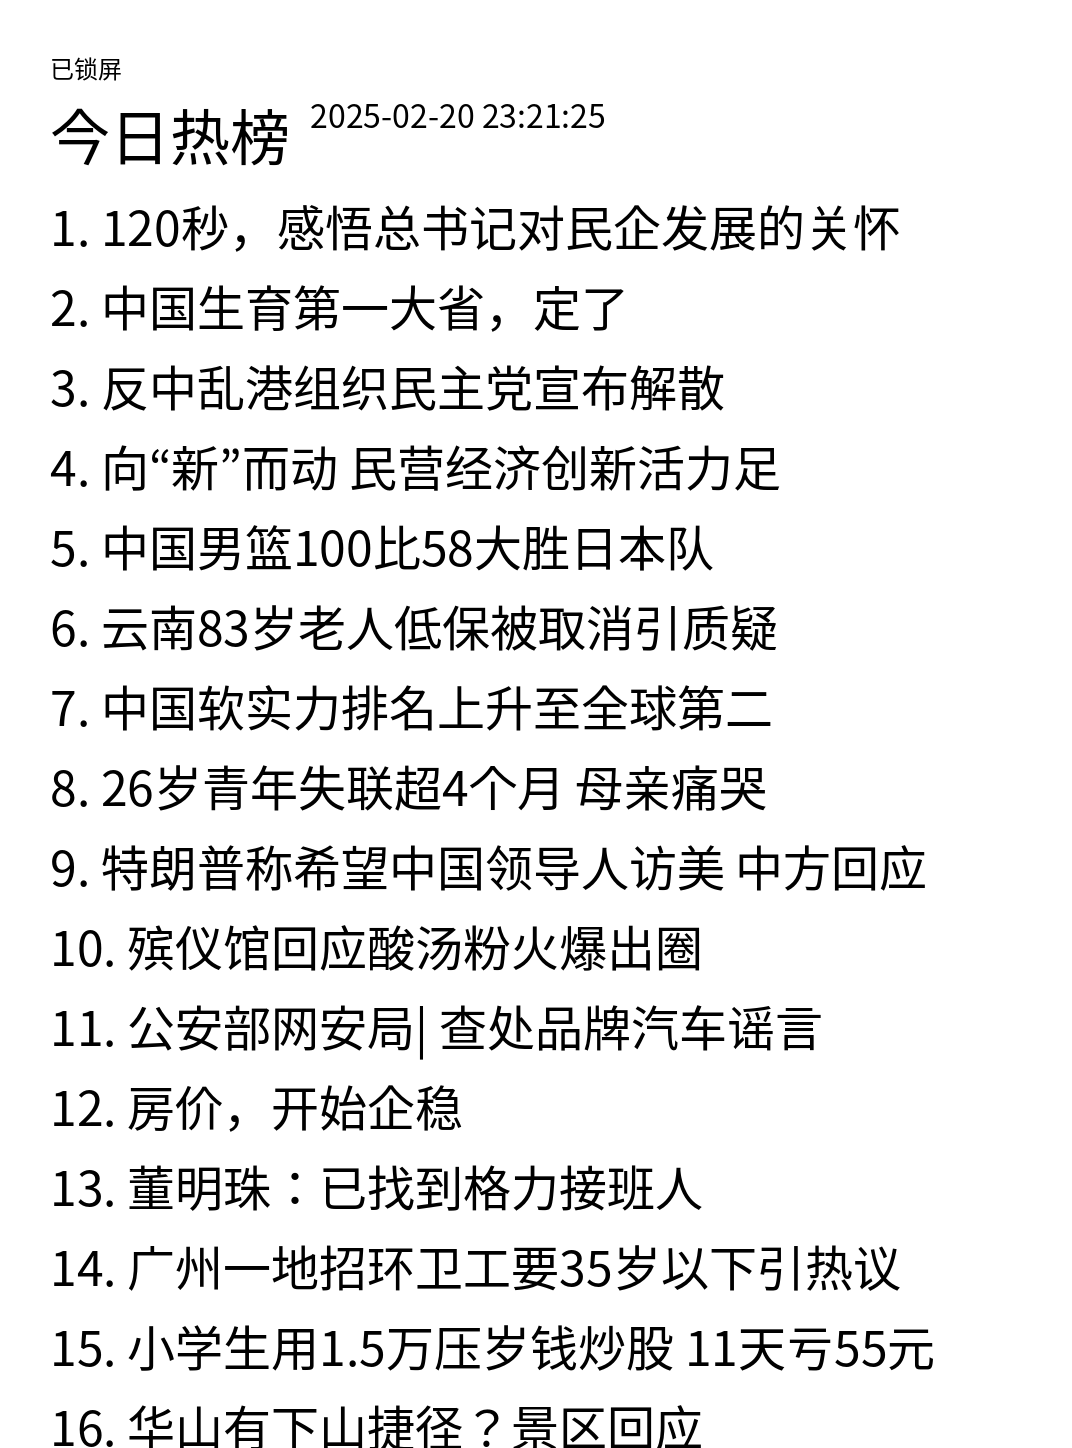 已锁屏
今日热榜 2025-02-20 23:21:25
1. 120秒，感悟总书记对民企发展的关怀
2. 中国生育第一大省，定了
3. 反中乱港组织民主党宣布解散
4. 向“新”而动 民营经济创新活力足
5. 中国男篮100比58大胜日本队
6. 云南83岁老人低保被取消引质疑
7. 中国软实力排名上升至全球第二
8. 26岁青年失联超4个月 母亲痛哭
9. 特朗普称希望中国领导人访美 中方回应
10. 殡仪馆回应酸汤粉火爆出圈
11. 公安部网安局| 查处品牌汽车谣言
12. 房价，开始企稳
13. 董明珠：已找到格力接班人
14. 广州一地招环卫工要35岁以下引热议
15. 小学生用1.5万压岁钱炒股 11天亏55元
16. 华山有下山捷径？景区回应